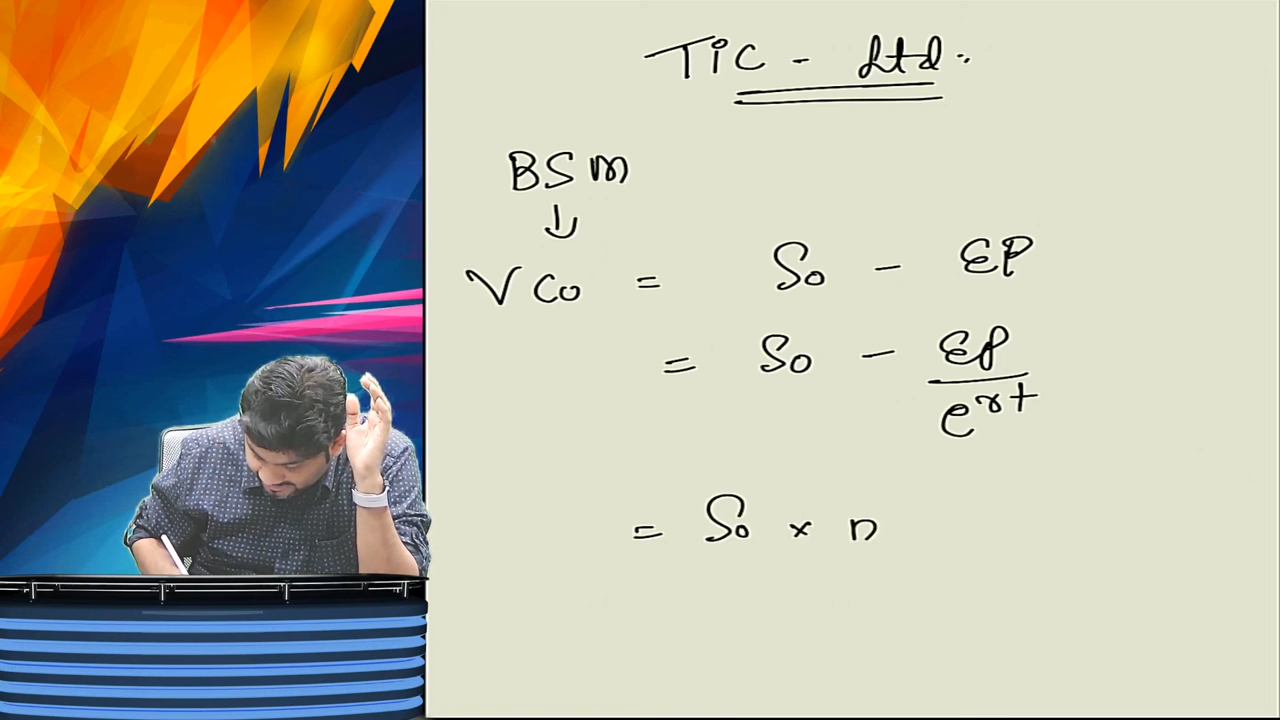 TiC - Ltd.
BSM
↓
VCo = So - EP
= So - EP/e^rt
= So × n